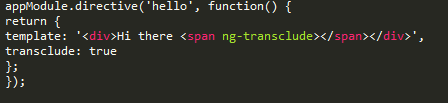 appModule.directive('hello', function() {
return {
template: '<div>Hi there <span ng-transclude></span></div>',
transclude: true
};
});